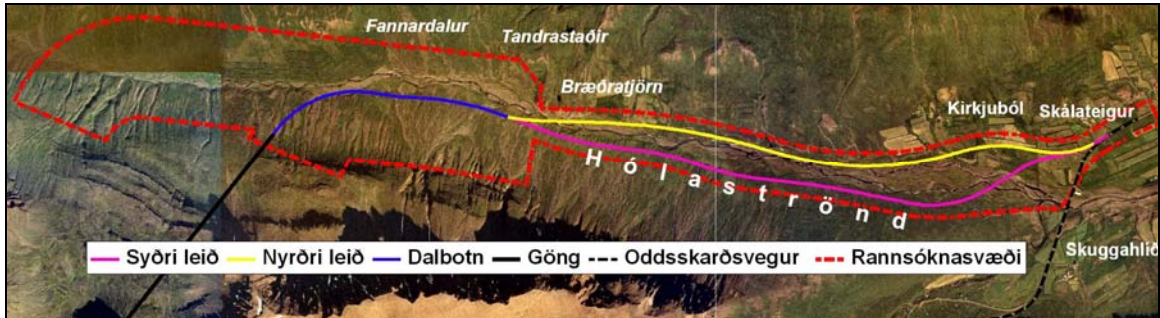 Fannardalur
Tandrastaðir
Bræðratjörn
Kirkjuból
Skálateigur
Hólaströnd
Skuggahlíð
Syðri leið Nyrðri leið Dalbotn Göng Oddsskarðsvegur Rannsóknasvæði